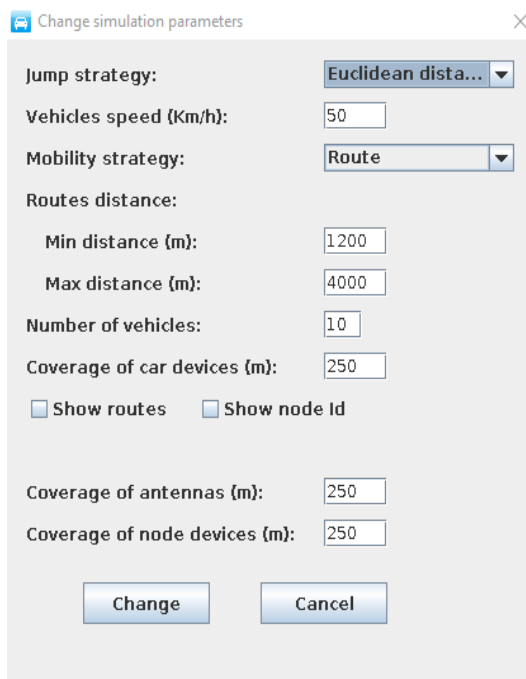 Change simulation parameters
Jump strategy: Euclidean dista...
Vehicles speed (Km/h): 50
Mobility strategy: Route
Routes distance:
Min distance (m): 1200
Max distance (m): 4000
Number of vehicles: 10
Coverage of car devices (m): 250
Show routes Show node Id
Coverage of antennas (m): 250
Coverage of node devices (m): 250
Change Cancel